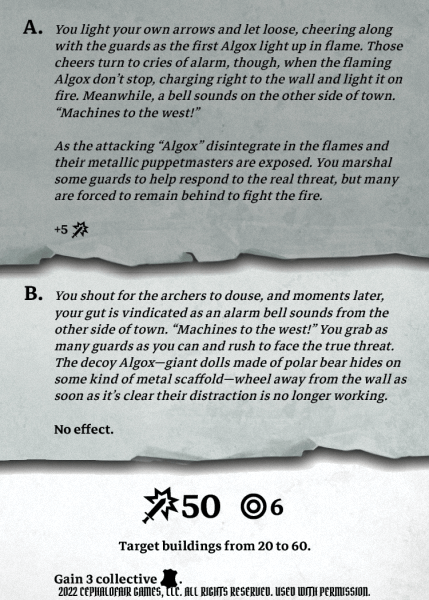 A. You light your own arrows and let loose, cheering along
with the guards as the first Algox light up in flame. Those
cheers turn to cries of alarm, though, when the flaming
Algox don’t stop, charging right to the wall and light it on
fire. Meanwhile, a bell sounds on the other side of town.
“Machines to the west!”
As the attacking “Algox” disintegrate in the flames and
their metallic puppetmasters are exposed. You marshal
some guards to help respond to the real threat, but many
are forced to remain behind to fight the fire.
+5
B. You shout for the archers to douse, and moments later,
your gut is vindicated as an alarm bell sounds from the
other side of town. “Machines to the west!” You grab as
many guards as you can and rush to face the true threat.
The decoy Algox—giant dolls made of polar bear hides on
some kind of metal scaffold—wheel away from the wall as
soon as it’s clear their distraction is no longer working.
No effect.
50 6
Target buildings from 20 to 60.
Gain 3 collective .
2022 CEPHALOFAIR GAMES, LLC. ALL RIGHTS RESERVED. USED WITH PERMISSION.